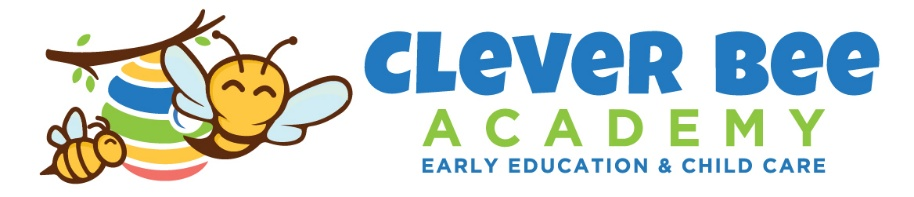 CLeVeR Bee
ACADEMY
EARLY EDUCATION & CHILD CARE